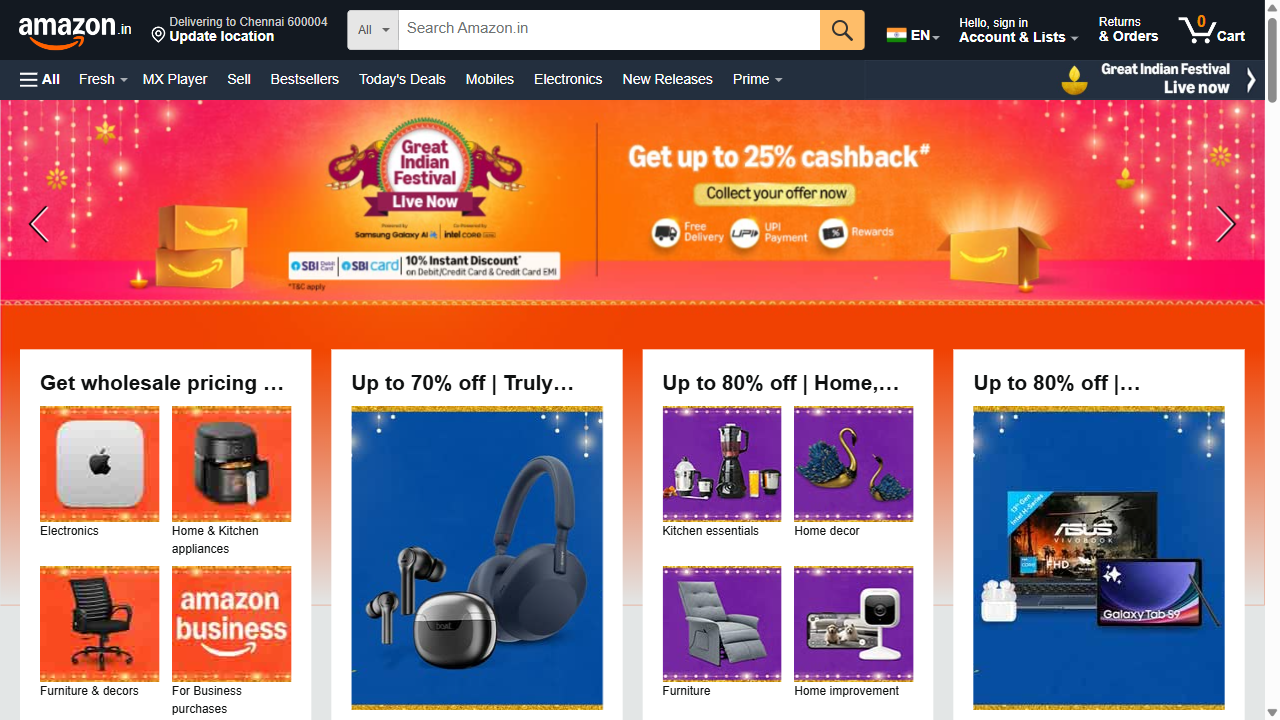 amazon.in
Delivering to Chennai 600004
Update location
All
Search Amazon.in
EN
Hello, sign in
Account & Lists
Returns
& Orders
0
Cart
All
Fresh
MX Player
Sell
Bestsellers
Today's Deals
Mobiles
Electronics
New Releases
Prime
Great Indian Festival
Live now
Great
Indian
Festival
Live Now
Powered by
Samsung Galaxy AI
Co-Powered by
intel CORE
SBI Debit Card
SBI card
10% Instant Discount*
on Debit/Credit Card & Credit Card EMI
*T&C apply
Get up to 25% cashback#
Collect your offer now
Free
Delivery
UPI
UPI
Payment
Rewards
Get wholesale pricing …
Electronics
Home & Kitchen
appliances
Furniture & decors
amazon
business
For Business
purchases
Up to 70% off | Truly…
boAt
Up to 80% off | Home,…
Kitchen essentials
Home decor
Furniture
Home improvement
Up to 80% off |…
13th Gen
Intel H-Series
ASUS
VIVOBOOK
FHD
Galaxy Tab S9